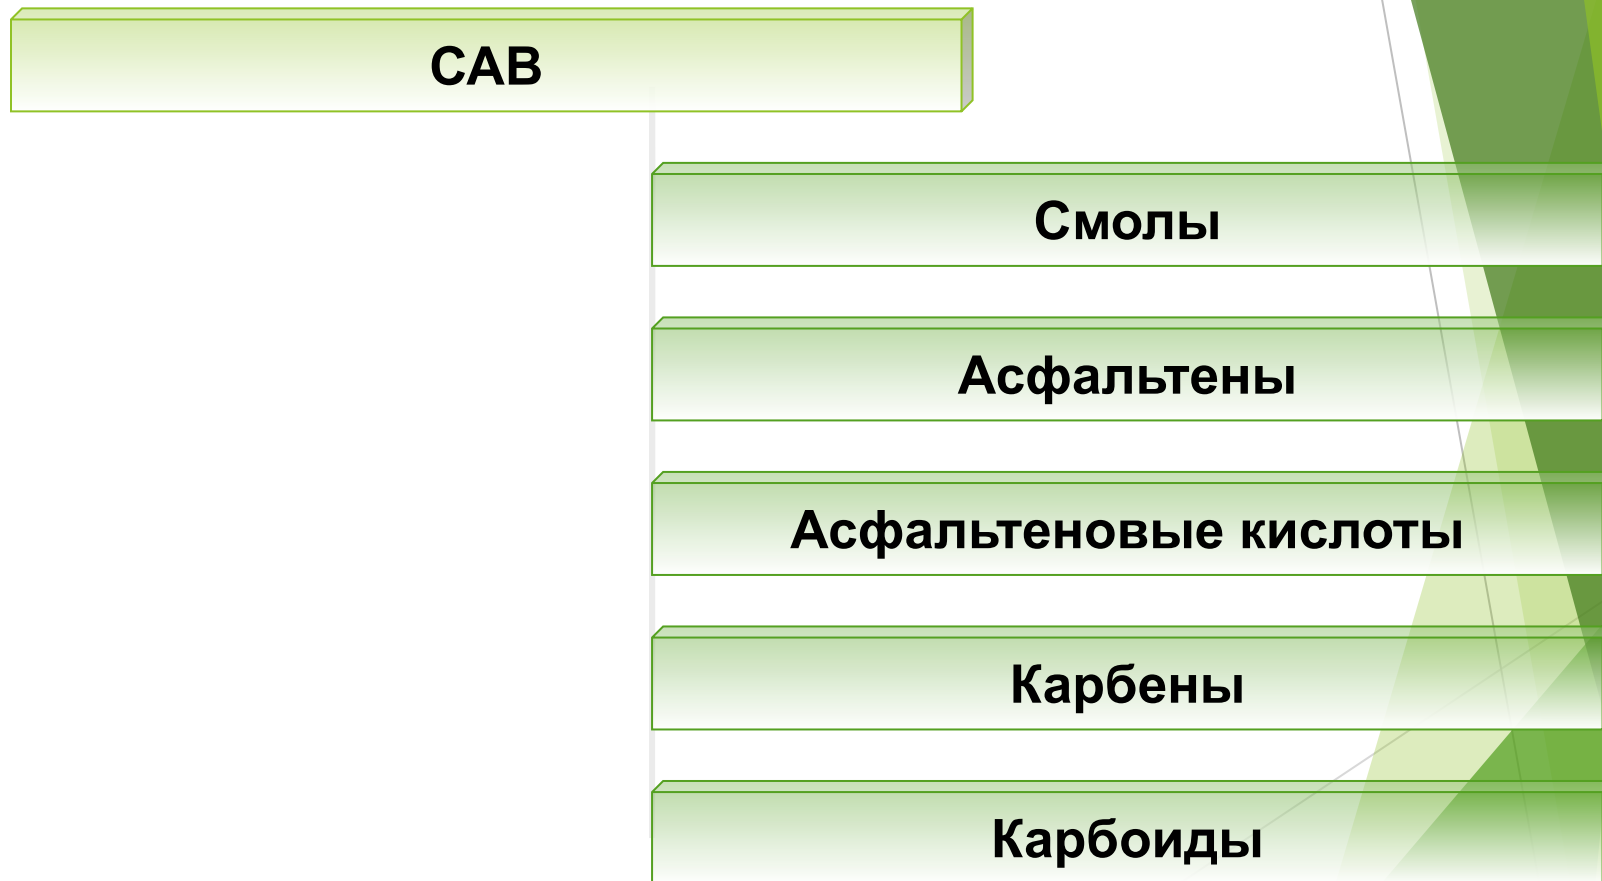 САВ
Смолы
Асфальтены
Асфальтеновые кислоты
Карбены
Карбоиды